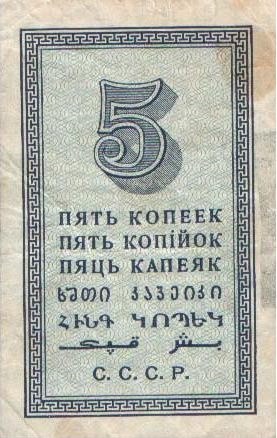 5
ПЯТЬ КОПЕЕК
ПЯТЬ КОПІЙОК
ПЯЦЬ КАПЕЯК
ხუთი კაპეიკი
ՀԻՆԳ ԿՈՊԵԿ
بش قپك
С. С. С. Р.